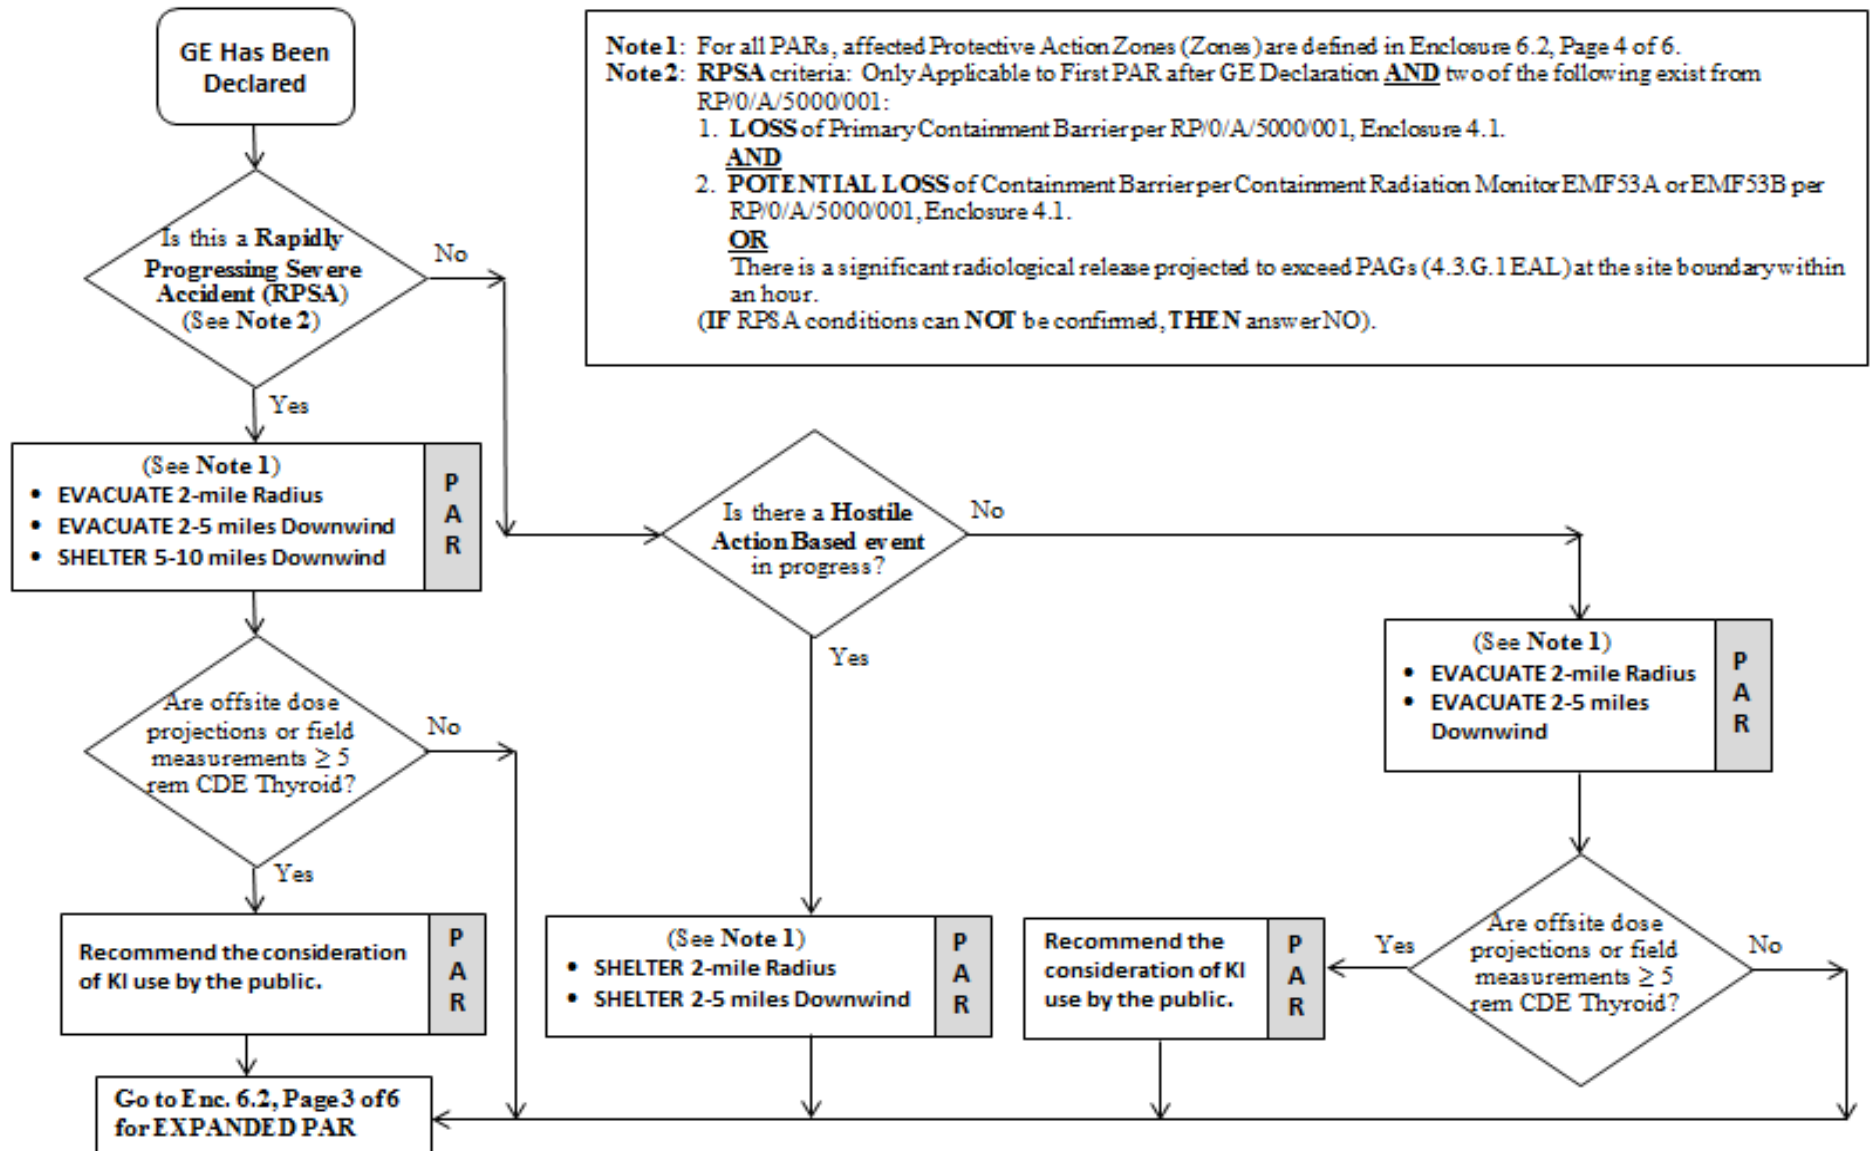 GE Has Been
Declared
Note 1: For all PARs, affected Protective Action Zones (Zones) are defined in Enclosure 6.2, Page 4 of 6.
Note 2: RPSA criteria: Only Applicable to First PAR after GE Declaration AND two of the following exist from
RP/0/A/5000/001:
1. LOSS of Primary Containment Barrier per RP/0/A/5000/001, Enclosure 4.1.
AND
2. POTENTIAL LOSS of Containment Barrier per Containment Radiation Monitor EMF53A or EMF53B per
RP/0/A/5000/001, Enclosure 4.1.
OR
There is a significant radiological release projected to exceed PAGs (4.3.G.1 EAL) at the site boundary within
an hour.
(IF RPSA conditions can NOT be confirmed, THEN answer NO).
Is this a Rapidly
Progressing Severe
Accident (RPSA)
(See Note 2)
No
Yes
(See Note 1)
• EVACUATE 2-mile Radius
• EVACUATE 2-5 miles Downwind
• SHELTER 5-10 miles Downwind
P
A
R
Is there a Hostile
Action Based event
in progress?
No
Yes
(See Note 1)
• EVACUATE 2-mile Radius
• EVACUATE 2-5 miles
Downwind
P
A
R
Are offsite dose
projections or field
measurements ≥ 5
rem CDE Thyroid?
No
Yes
Recommend the consideration
of KI use by the public.
P
A
R
(See Note 1)
• SHELTER 2-mile Radius
• SHELTER 2-5 miles Downwind
P
A
R
Recommend the
consideration of KI
use by the public.
P
A
R
Yes
Are offsite dose
projections or field
measurements ≥ 5
rem CDE Thyroid?
No
Go to Enc. 6.2, Page 3 of 6
for EXPANDED PAR